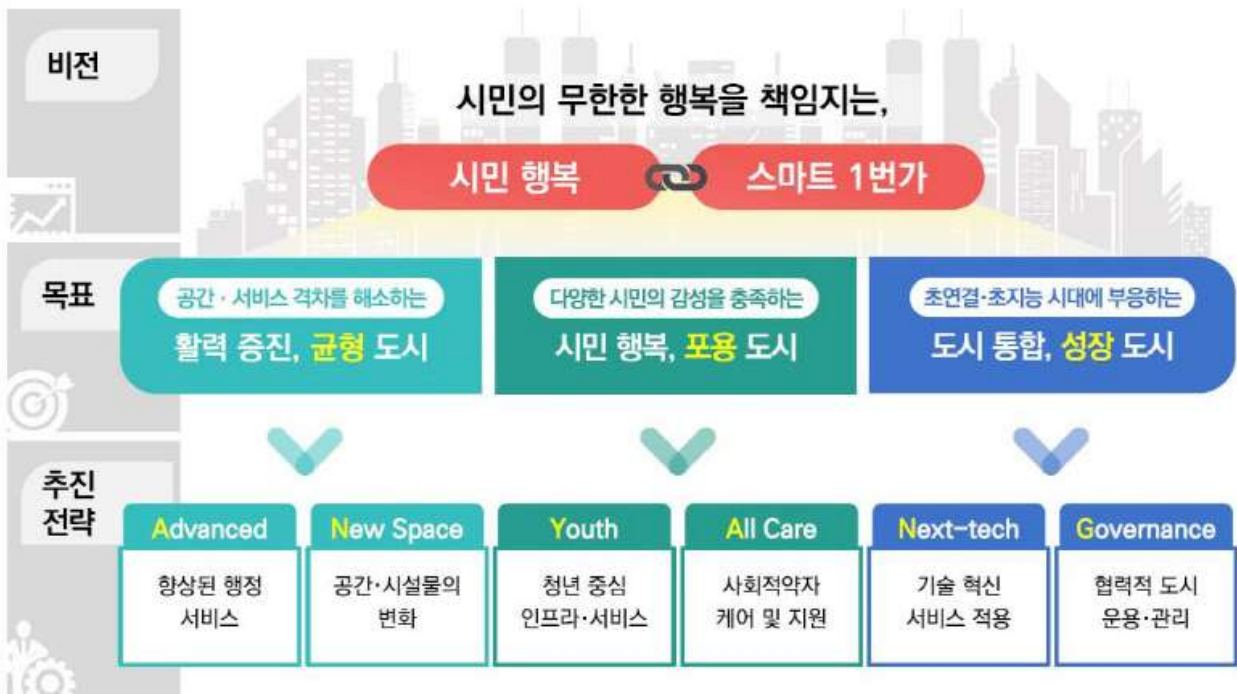 비전
시민의 무한한 행복을 책임지는,
시민 행복
스마트 1번가
목표
공간·서비스 격차를 해소하는
활력 증진, 균형 도시
다양한 시민의 감성을 충족하는
시민 행복, 포용 도시
초연결·초지능 시대에 부응하는
도시 통합, 성장 도시
추진
전략
Advanced
향상된 행정
서비스
New Space
공간·시설물의
변화
Youth
청년 중심
인프라·서비스
All Care
사회적약자
케어 및 지원
Next-tech
기술 혁신
서비스 적용
Governance
협력적 도시
운용·관리